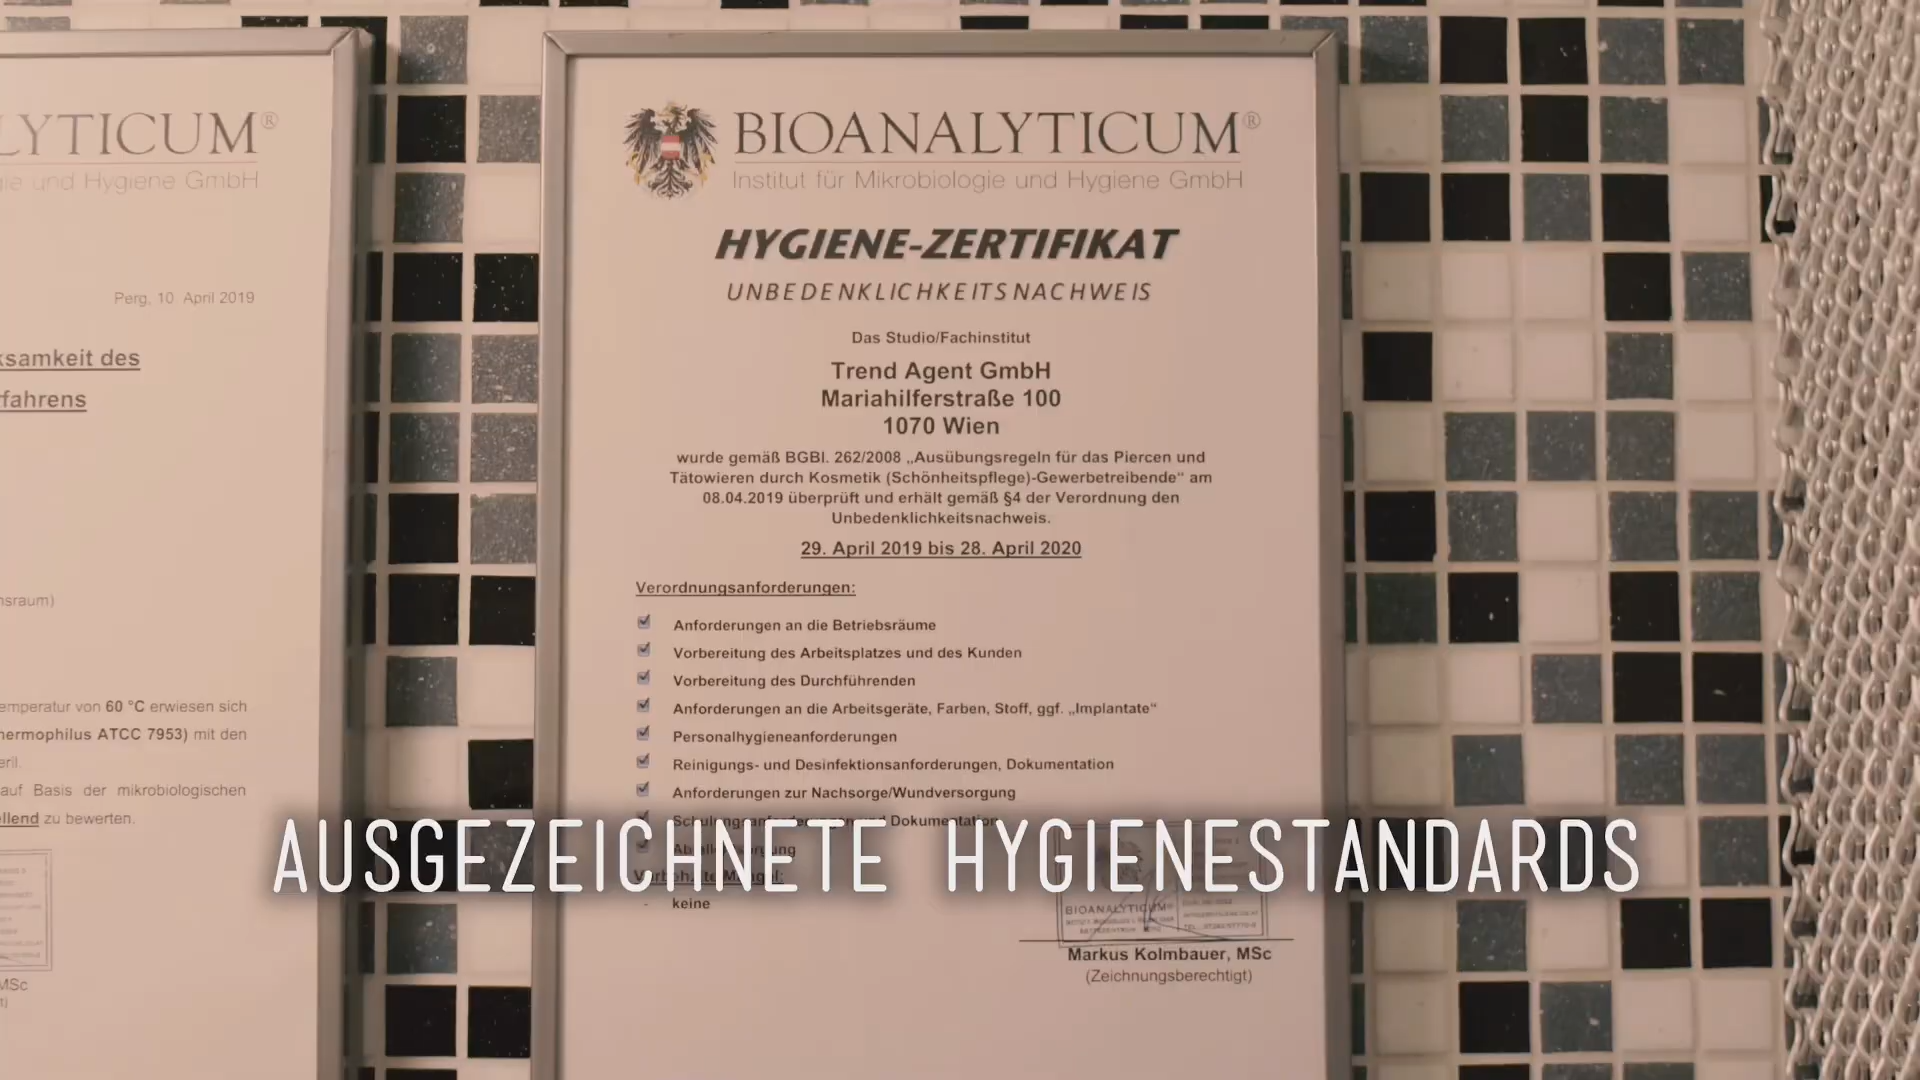 LYTICUM®
gie und Hygiene GmbH
Perg, 10. April 2019
ksamkeit des
fahrens
nsraum)
emperatur von 60 °C erwiesen sich
hermophilus ATCC 7953) mit den
eril.
auf Basis der mikrobiologischen
llend zu bewerten.
MSc
BIOANALYTICUM®
Institut für Mikrobiologie und Hygiene GmbH
HYGIENE-ZERTIFIKAT
UNBEDENKLICHKEITSNACHWEIS
Das Studio/Fachinstitut
Trend Agent GmbH
Mariahilferstraße 100
1070 Wien
wurde gemäß BGBl. 262/2008 „Ausübungsregeln für das Piercen und
Tätowieren durch Kosmetik (Schönheitspflege)-Gewerbetreibende“ am
08.04.2019 überprüft und erhält gemäß §4 der Verordnung den
Unbedenklichkeitsnachweis.
29. April 2019 bis 28. April 2020
Verordnungsanforderungen:
Anforderungen an die Betriebsräume
Vorbereitung des Arbeitsplatzes und des Kunden
Vorbereitung des Durchführenden
Anforderungen an die Arbeitsgeräte, Farben, Stoff, ggf. „Implantate“
Personalhygieneanforderungen
Reinigungs- und Desinfektionsanforderungen, Dokumentation
Anforderungen zur Nachsorge/Wundversorgung
Schulungsanforderungen und Dokumentation
AUSGEZEICHNETE HYGIENESTANDARDS
- keine
BIOANALYTICUM®
Markus Kolmbauer, MSc
(Zeichnungsberechtigt)